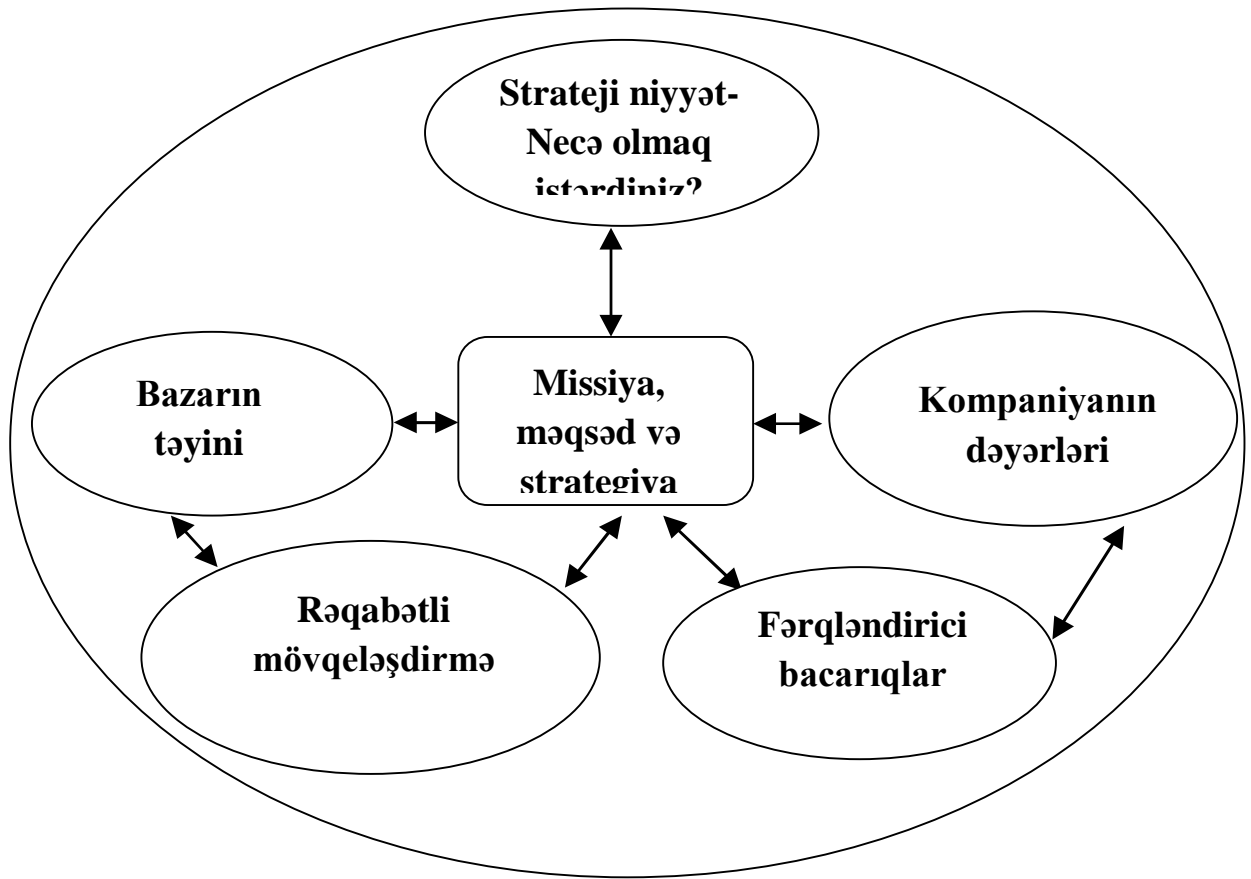 Strateji niyyət-
Necə olmaq
istərdiniz?
Bazarın
təyini
Missiya,
məqsəd və
strategiya
Kompaniyanın
dəyərləri
Rəqabətli
mövqeləşdirmə
Fərqləndirici
bacarıqlar